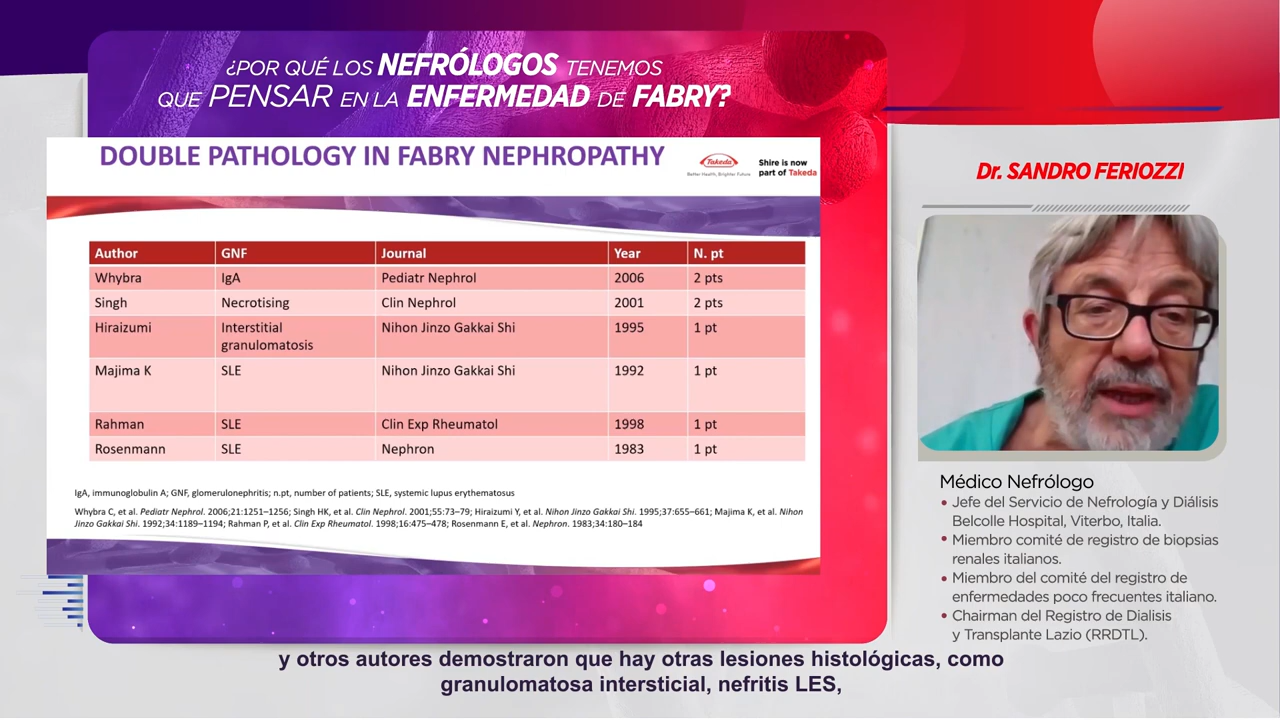 ¿POR QUÉ LOS NEFRÓLOGOS TENEMOS
QUE PENSAR EN LA ENFERMEDAD DE FABRY?
DOUBLE PATHOLOGY IN FABRY NEPHROPATHY
Takeda
Better Health, Brighter Future
Shire is now
part of Takeda
Author GNF Journal Year N. pt
Whybra IgA Pediatr Nephrol 2006 2 pts
Singh Necrotising Clin Nephrol 2001 2 pts
Hiraizumi Interstitial Nihon Jinzo Gakkai Shi 1995 1 pt
granulomatosis
Majima K SLE Nihon Jinzo Gakkai Shi 1992 1 pt
Rahman SLE Clin Exp Rheumatol 1998 1 pt
Rosenmann SLE Nephron 1983 1 pt
IgA, immunoglobulin A; GNF, glomerulonephritis; n.pt, number of patients; SLE, systemic lupus erythematosus
Whybra C, et al. Pediatr Nephrol. 2006;21:1251–1256; Singh HK, et al. Clin Nephrol. 2001;55:73–79; Hiraizumi Y, et al. Nihon Jinzo Gakkai Shi. 1995;37:655–661; Majima K, et al. Nihon
Jinzo Gakkai Shi. 1992;34:1189–1194; Rahman P, et al. Clin Exp Rheumatol. 1998;16:475–478; Rosenmann E, et al. Nephron. 1983;34:180–184
Dr. SANDRO FERIOZZI
Médico Nefrólogo
• Jefe del Servicio de Nefrología y Diálisis
Belcolle Hospital, Viterbo, Italia.
• Miembro comité de registro de biopsias
renales italianos.
• Miembro del comité del registro de
enfermedades poco frecuentes italiano.
• Chairman del Registro de Dialisis
y Transplante Lazio (RRDTL).
y otros autores demostraron que hay otras lesiones histológicas, como
granulomatosa intersticial, nefritis LES,